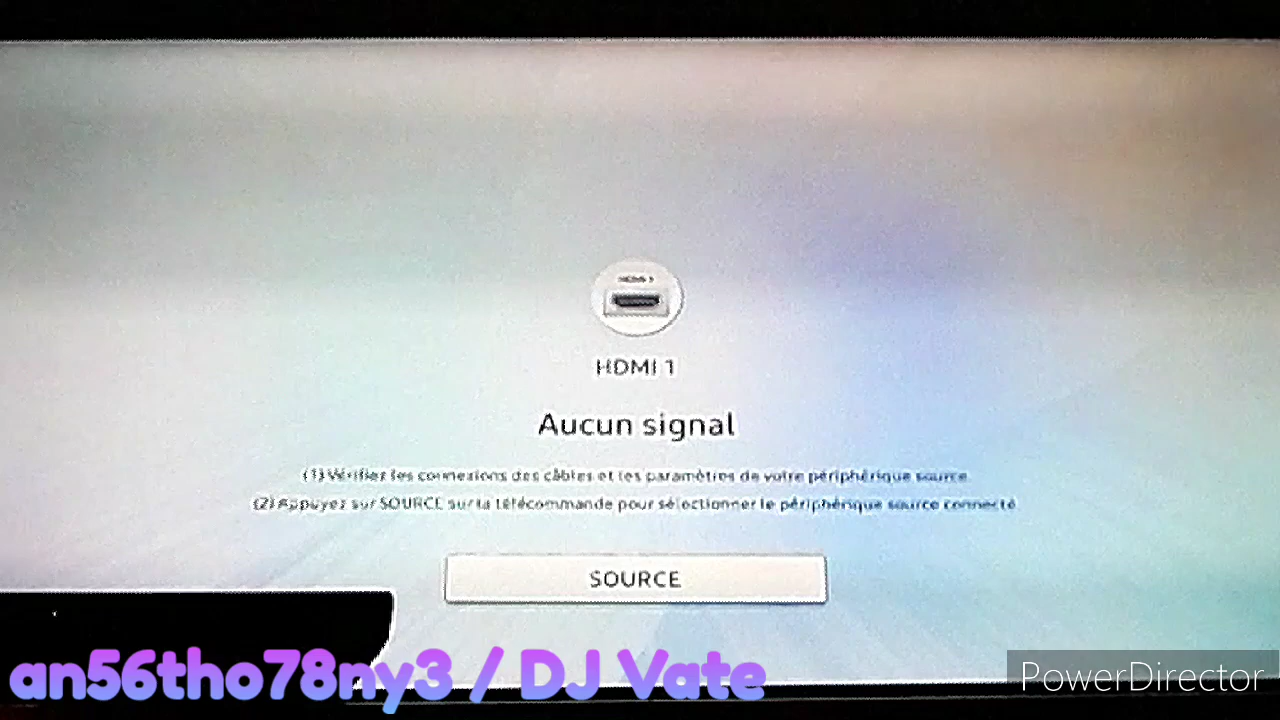 HDMI 1
HDMI 1
Aucun signal
(1) Vérifiez les connexions des câbles et les paramètres de votre périphérique source.
(2) Appuyez sur SOURCE sur la télécommande pour sélectionner le périphérique source connecté.
SOURCE
an56tho78ny3 / DJ Vate
PowerDirector